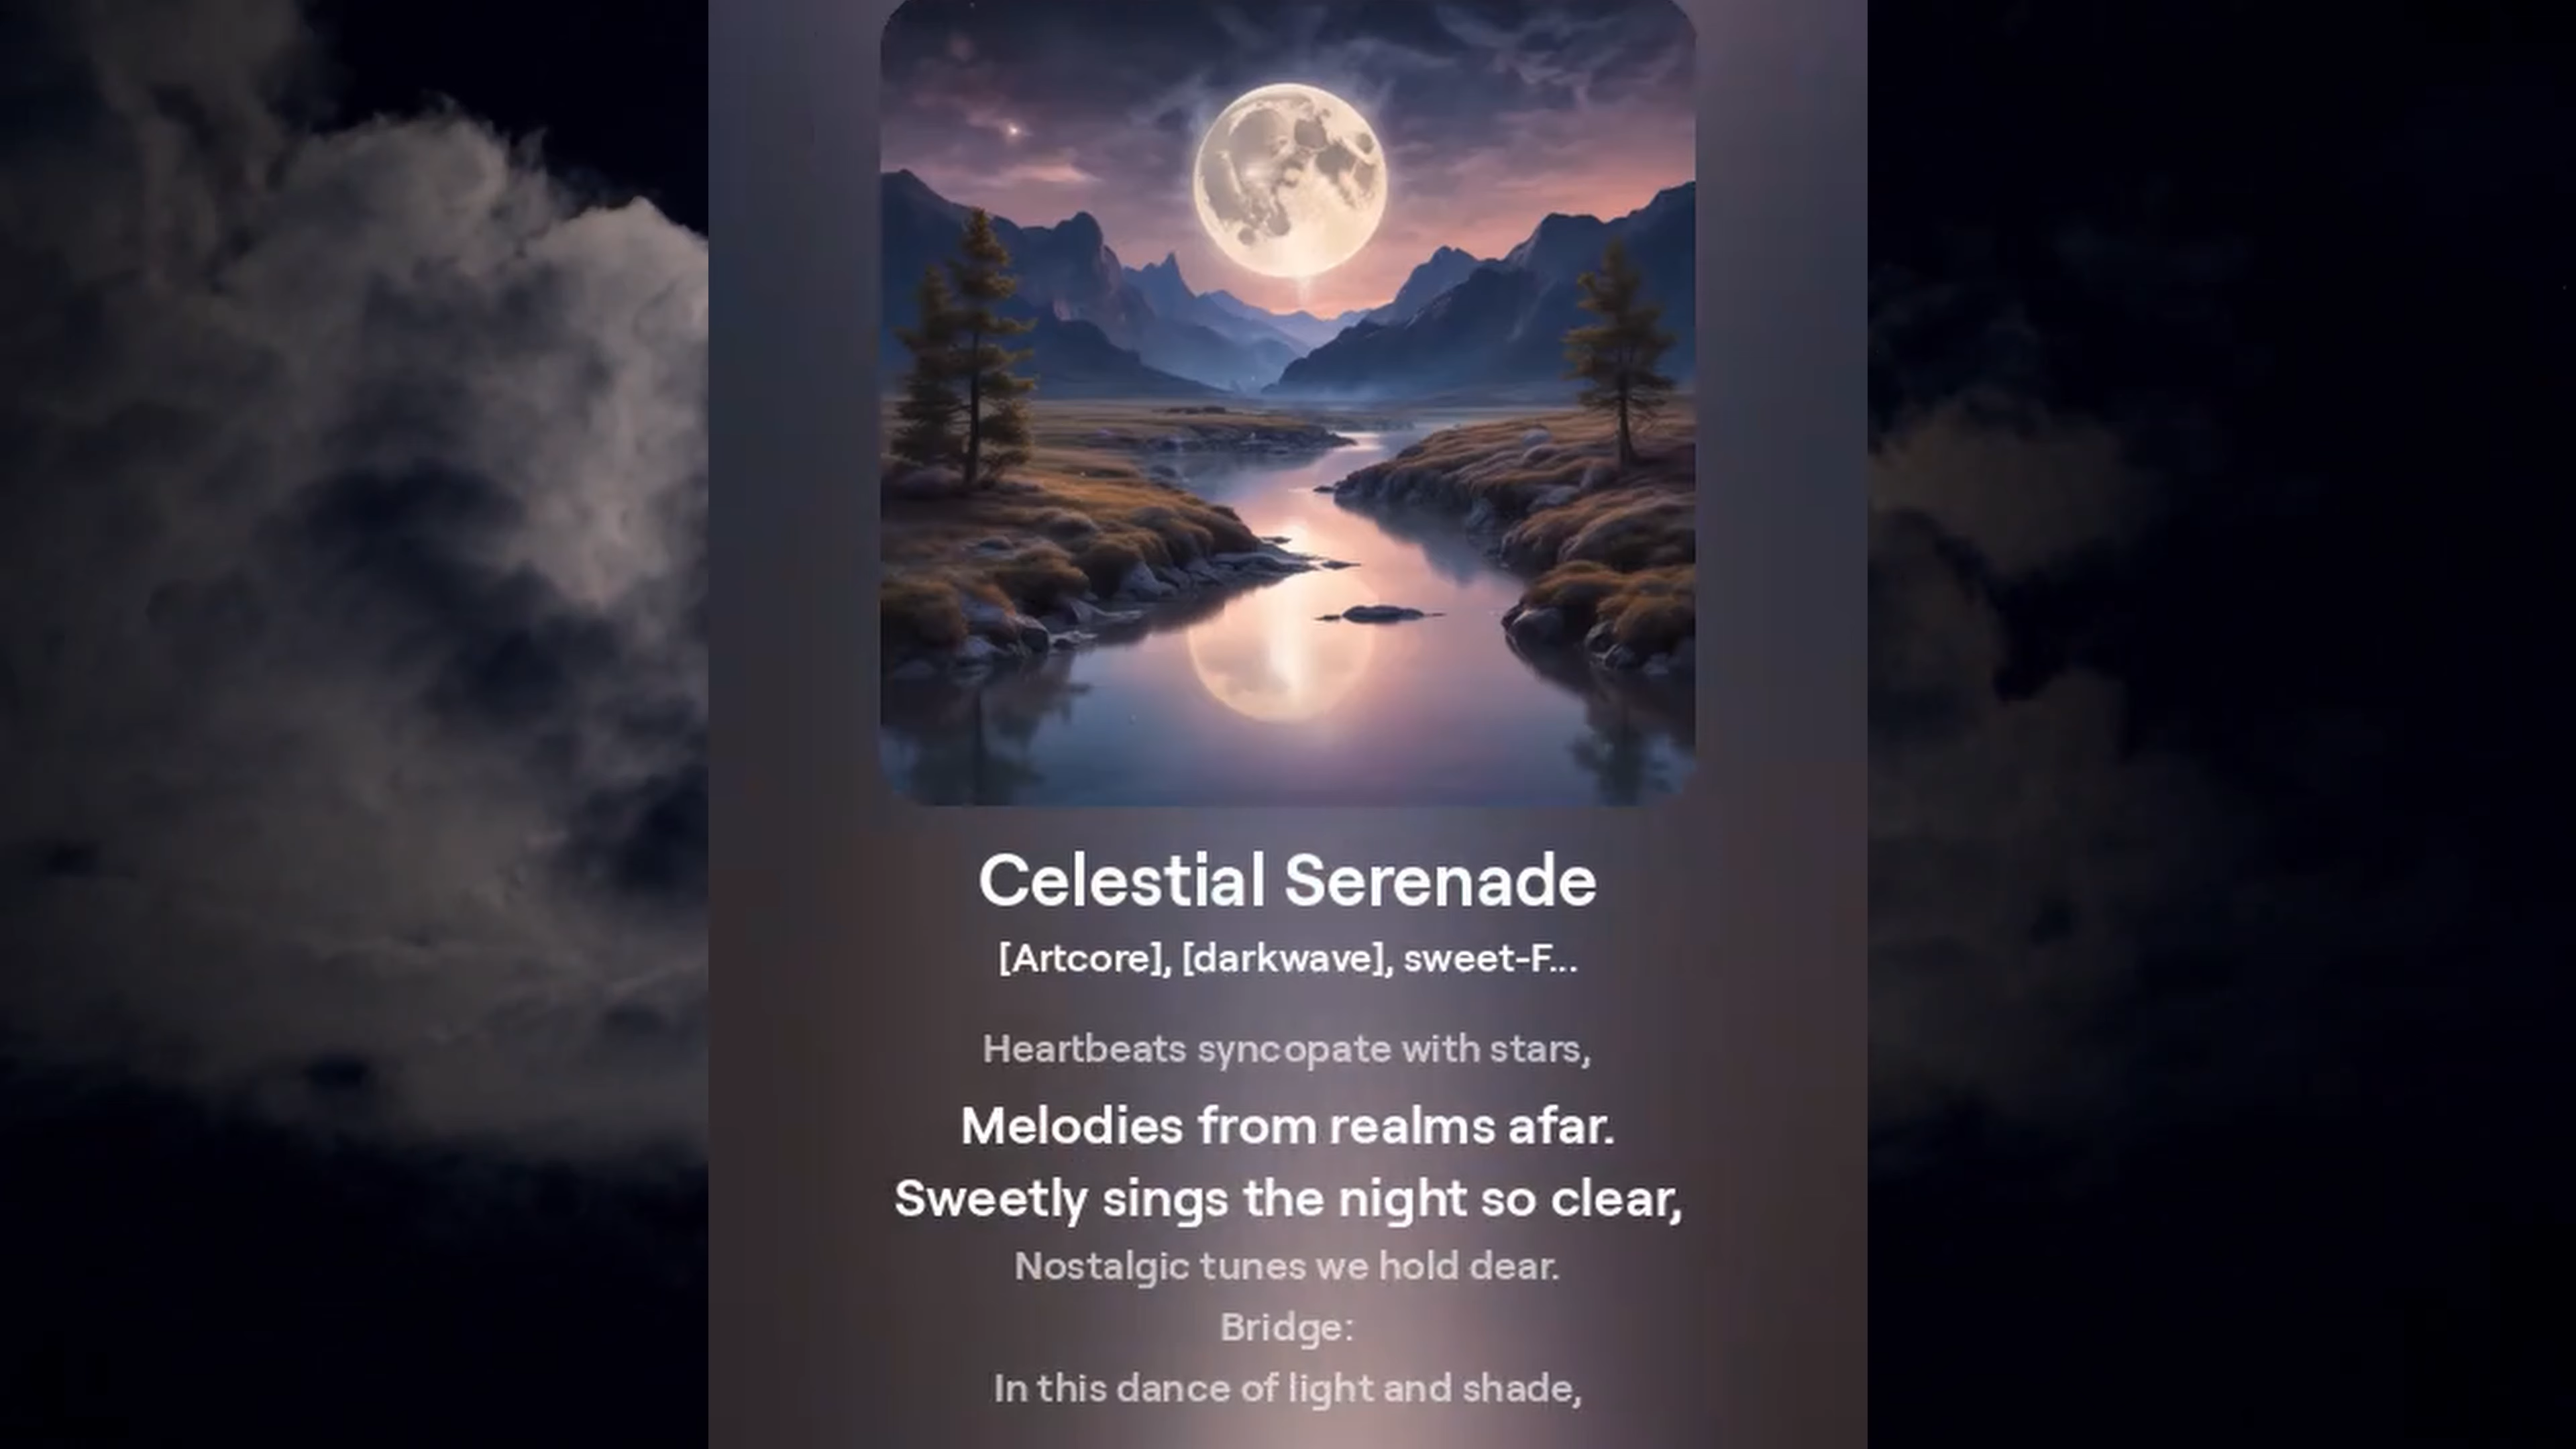 Celestial Serenade
[Artcore], [darkwave], sweet-F...
Heartbeats syncopate with stars,
Melodies from realms afar.
Sweetly sings the night so clear,
Nostalgic tunes we hold dear.
Bridge:
In this dance of light and shade,